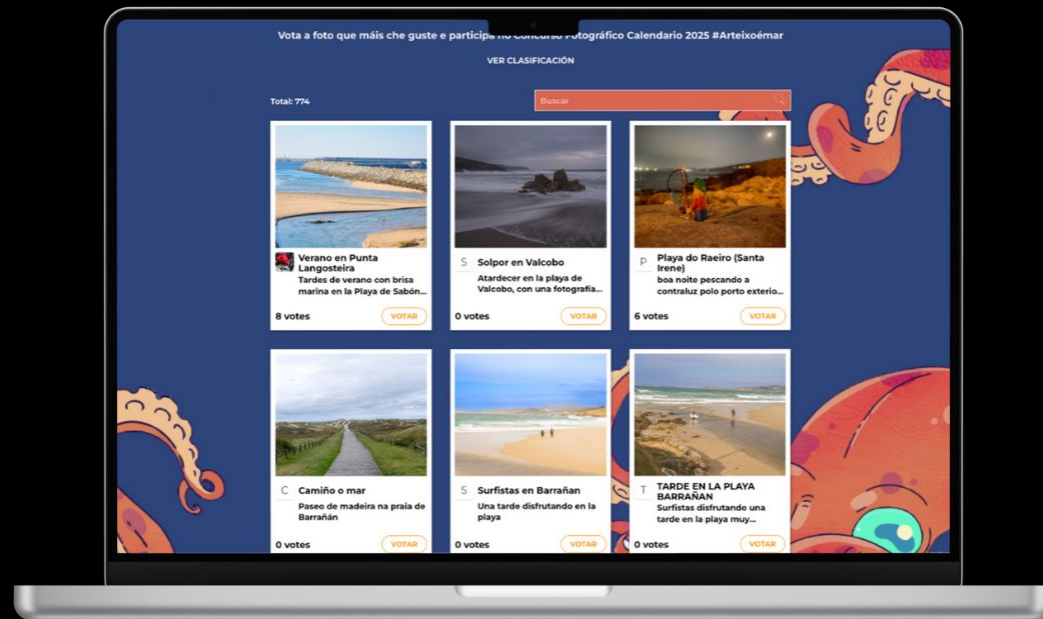 Vota a foto que máis che guste e participa no Concurso Fotográfico Calendario 2025 #Arteixoémar
VER CLASIFICACIÓN
Total: 774
Buscar
Verano en Punta
Langosteira
Tardes de verano con brisa
marina en la Playa de Sabón...
8 votes
VOTAR
S
Solpor en Valcobo
Atardecer en la playa de
Valcobo, con una fotografía...
0 votes
VOTAR
P
Playa do Raeiro (Santa
Irene)
boa noite pescando a
contraluz polo porto exterio...
6 votes
VOTAR
C
Camiño o mar
Paseo de madeira na praia de
Barrañán
0 votes
VOTAR
S
Surfistas en Barrañan
Una tarde disfrutando en la
playa
0 votes
VOTAR
T
TARDE EN LA PLAYA
BARRAÑAN
Surfistas disfrutando una
tarde en la playa muy...
0 votes
VOTAR